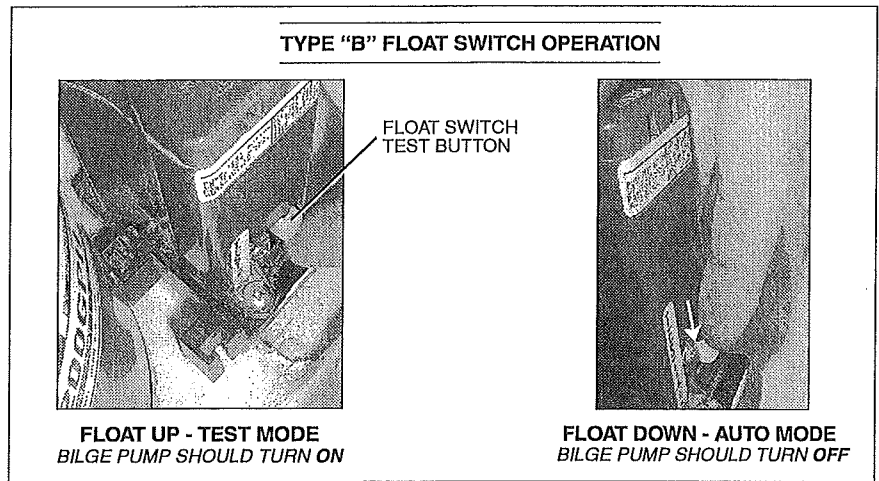 TYPE “B” FLOAT SWITCH OPERATION
FLOAT SWITCH
TEST BUTTON
FLOAT UP - TEST MODE
BILGE PUMP SHOULD TURN ON
FLOAT DOWN - AUTO MODE
BILGE PUMP SHOULD TURN OFF